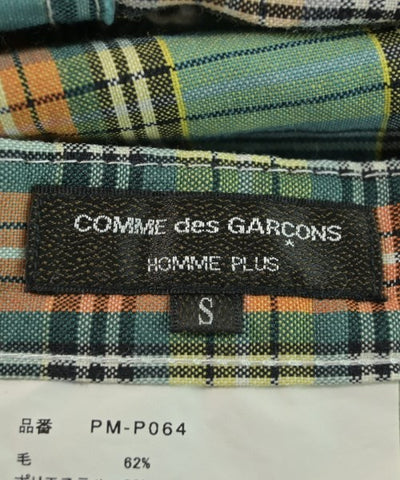 COMME des GARÇONS
HOMME PLUS
S
品番 PM-P064
毛 62%